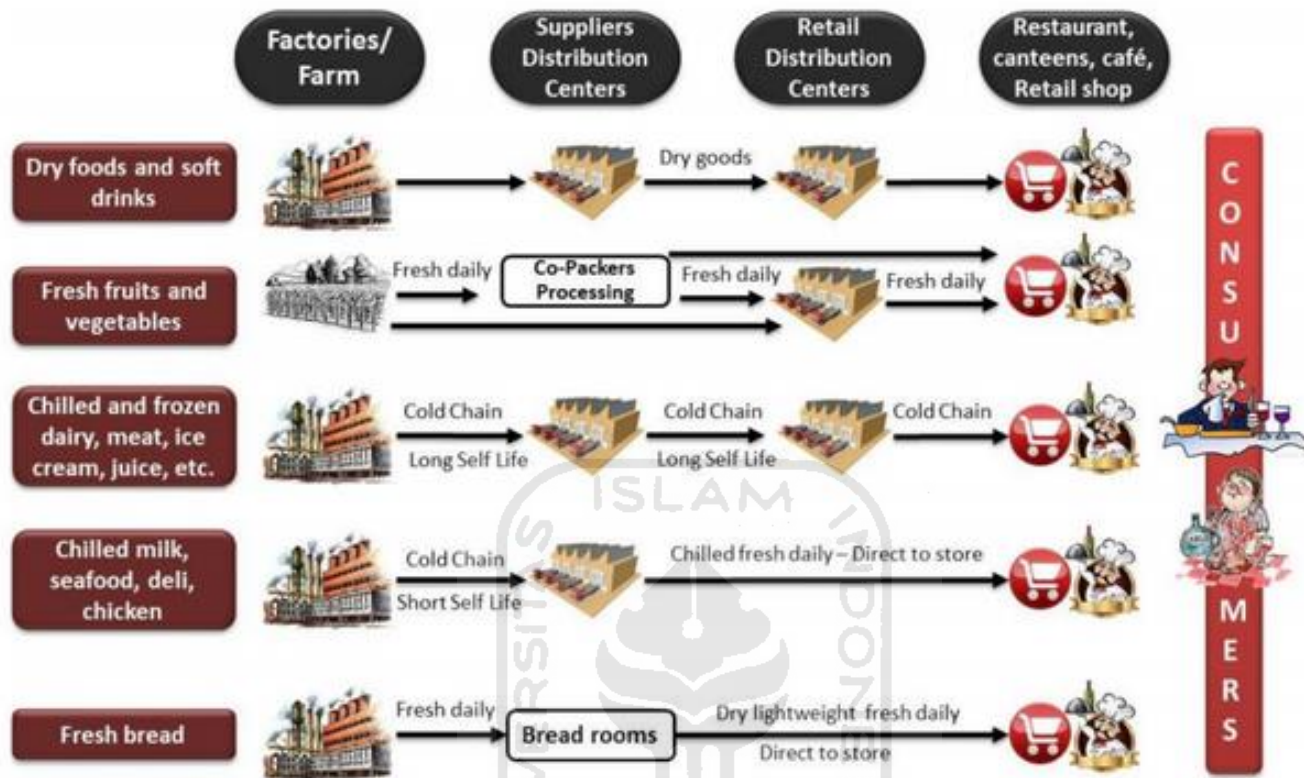 Factories/
Farm
Suppliers
Distribution
Centers
Retail
Distribution
Centers
Restaurant,
canteens, café,
Retail shop
Dry foods and soft
drinks
Dry goods
Fresh fruits and
vegetables
Fresh daily
Co-Packers
Processing
Fresh daily
Fresh daily
Chilled and frozen
dairy, meat, ice
cream, juice, etc.
Cold Chain
Long Self Life
Cold Chain
Long Self Life
Cold Chain
Chilled milk,
seafood, deli,
chicken
Cold Chain
Short Self Life
Chilled fresh daily – Direct to store
Fresh bread
Fresh daily
Bread rooms
Dry lightweight fresh daily
Direct to store
CONSU
MERS
ISLAM
VERSITAS
INDONE